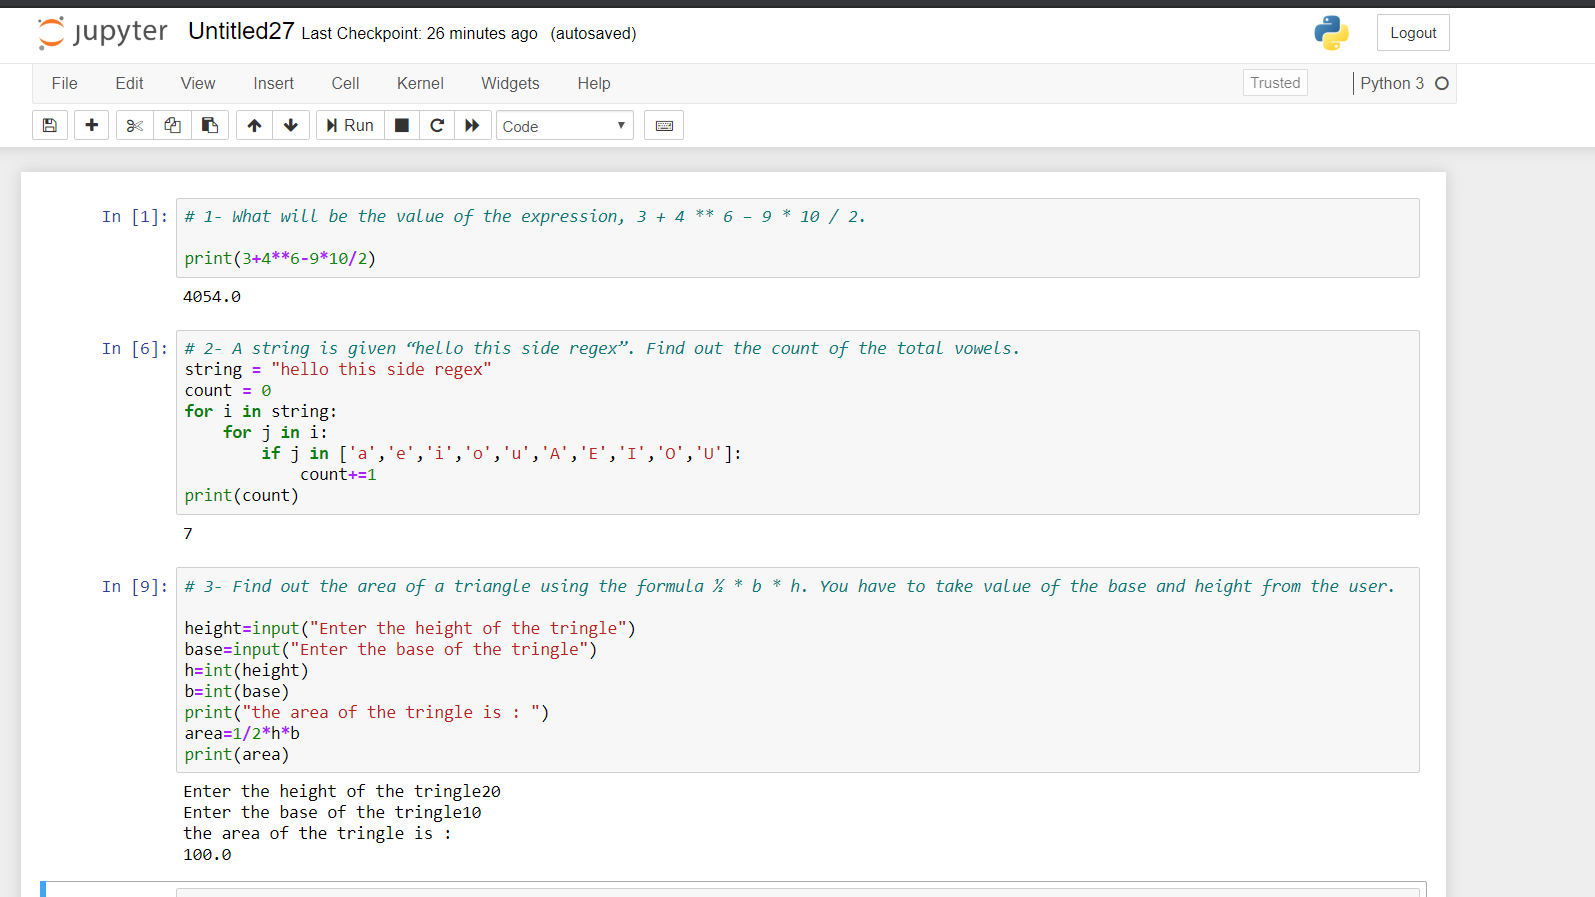 jupyter Untitled27 Last Checkpoint: 26 minutes ago (autosaved) Logout
File Edit View Insert Cell Kernel Widgets Help Trusted Python 3
Run Code
In [1]: # 1- What will be the value of the expression, 3 + 4 ** 6 – 9 * 10 / 2.
print(3+4**6-9*10/2)
4054.0
In [6]: # 2- A string is given “hello this side regex”. Find out the count of the total vowels.
string = "hello this side regex"
count = 0
for i in string:
    for j in i:
        if j in ['a','e','i','o','u','A','E','I','O','U']:
            count+=1
print(count)
7
In [9]: # 3- Find out the area of a triangle using the formula ½ * b * h. You have to take value of the base and height from the user.
height=input("Enter the height of the tringle")
base=input("Enter the base of the tringle")
h=int(height)
b=int(base)
print("the area of the tringle is : ")
area=1/2*h*b
print(area)
Enter the height of the tringle20
Enter the base of the tringle10
the area of the tringle is :
100.0